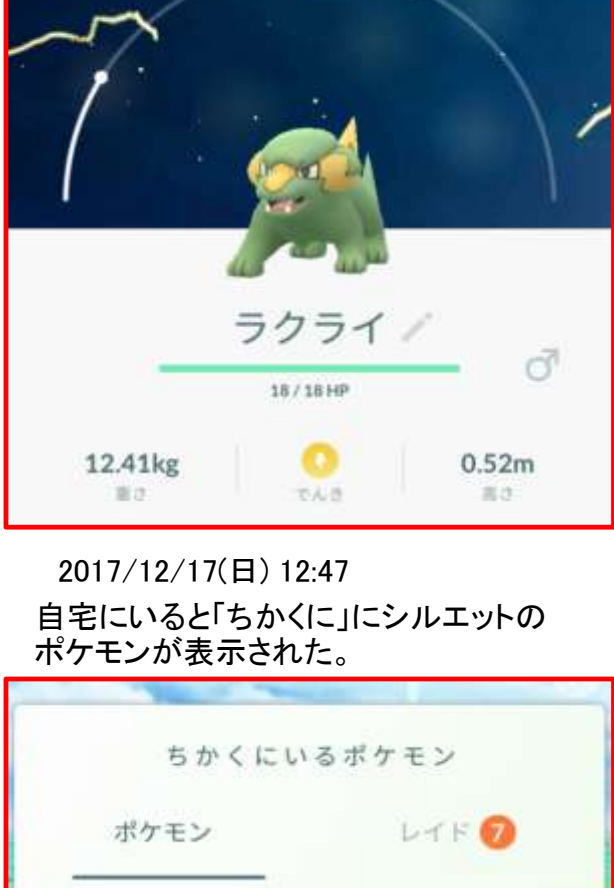 ラクライ
18 / 18 HP
12.41kg
でんき
0.52m
重さ
高さ
2017/12/17(日) 12:47
自宅にいると「ちかくに」にシルエットの
ポケモンが表示された。
ちかくにいるポケモン
ポケモン
レイド 7